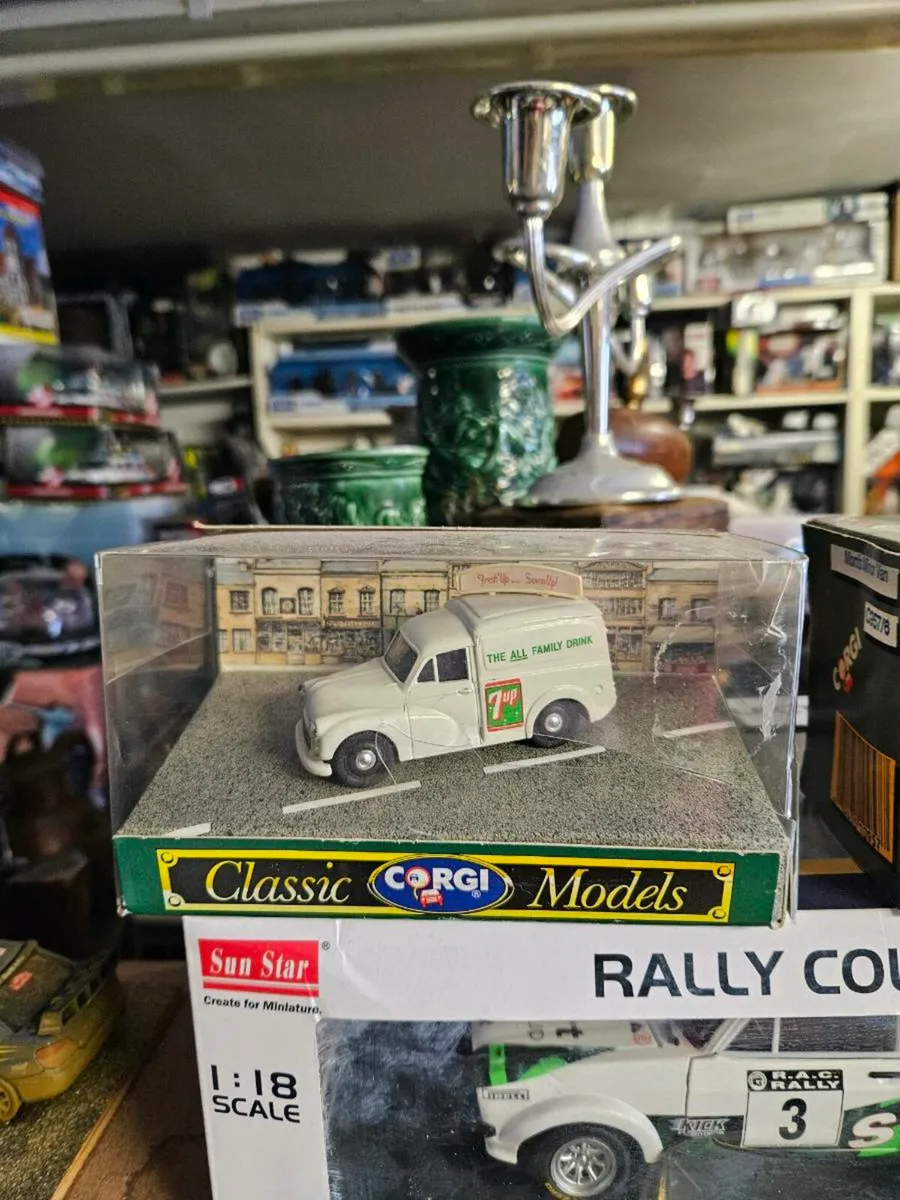 Fresh Up .... Seven Up!
THE ALL FAMILY DRINK
7up
Classic CORGI® Models
CORGI
Sun Star®
Create for Miniature.
RALLY COU
1:18
SCALE
PIRELLI
R.A.C.
RALLY
3